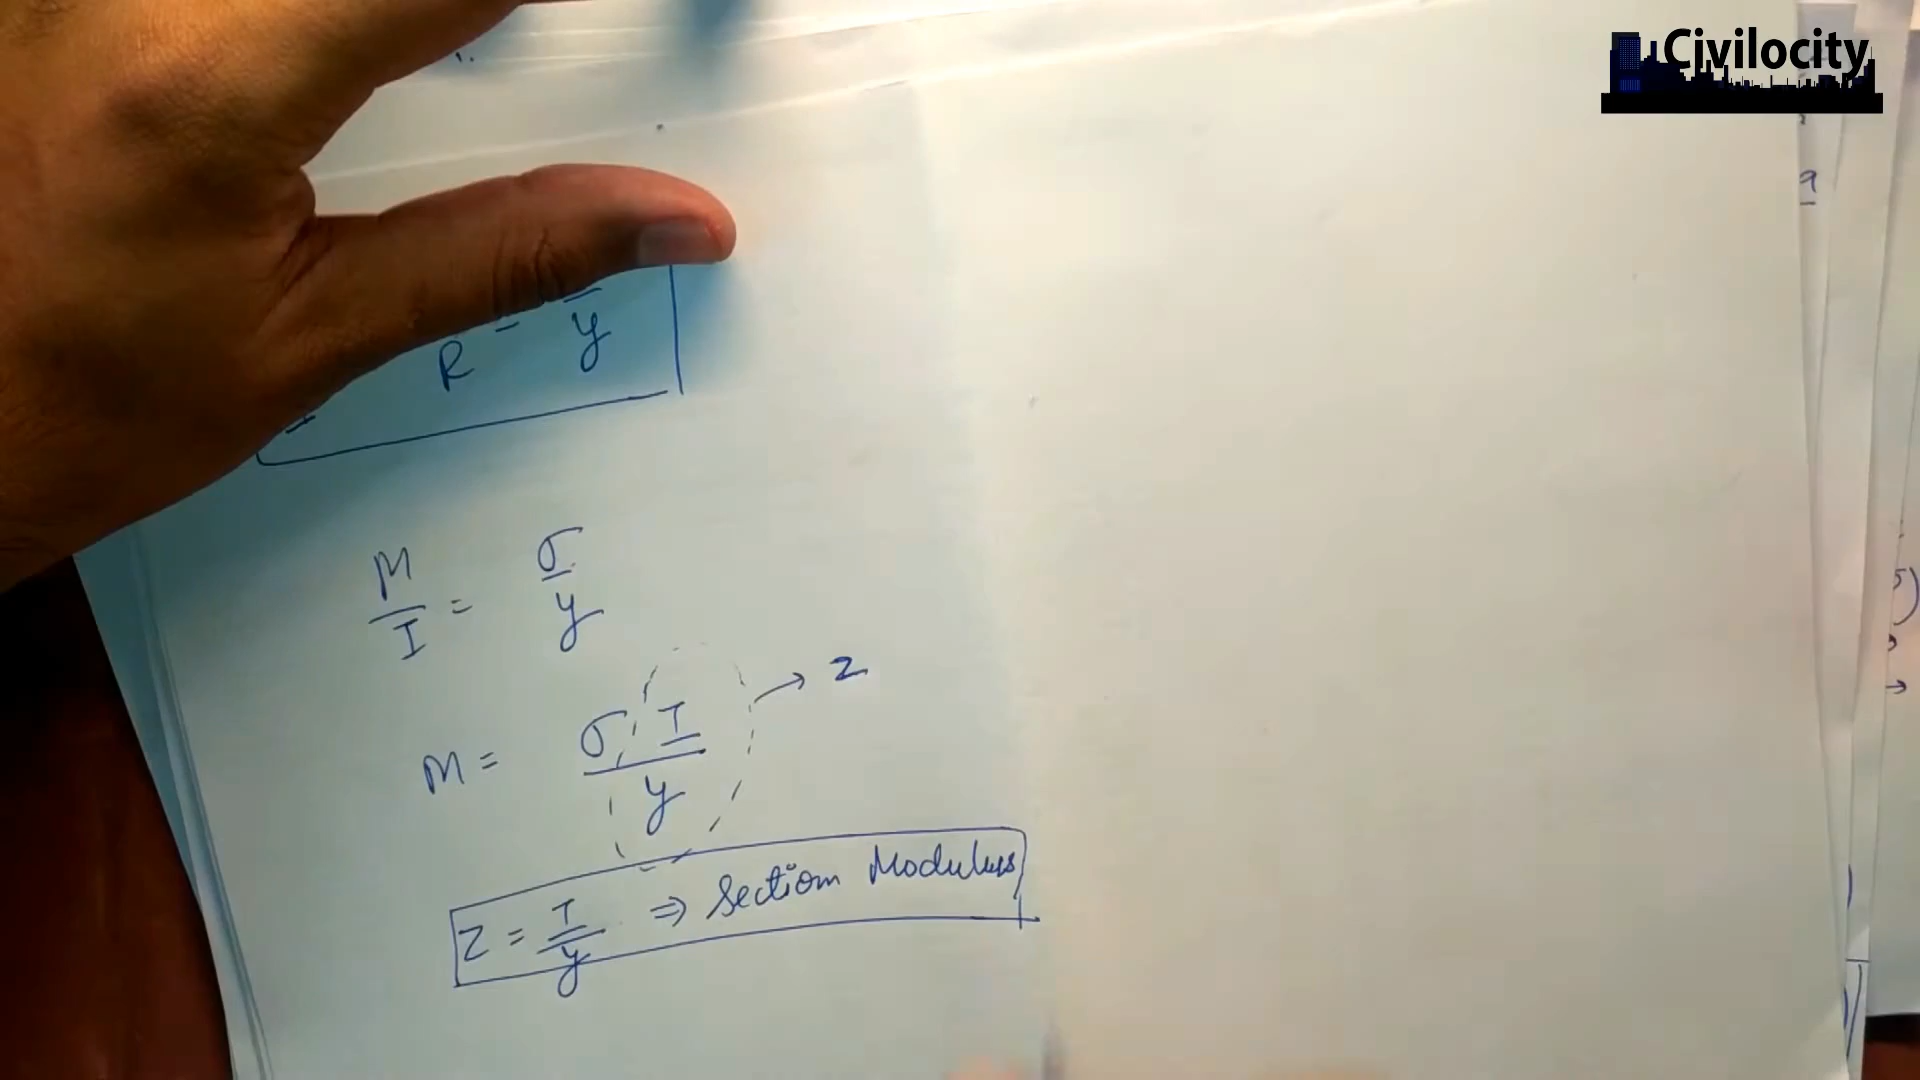 Civilocity
R = y
M/I = σ/y
M = σ I/y → Z
Z = I/y ⇒ Section Modulus